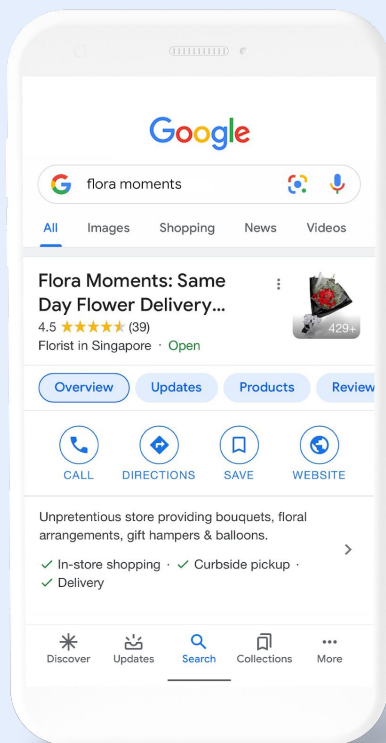 Google
flora moments
All Images Shopping News Videos
Flora Moments: Same
Day Flower Delivery...
4.5 (39)
Florist in Singapore · Open
429+
Overview Updates Products Review
CALL DIRECTIONS SAVE WEBSITE
Unpretentious store providing bouquets, floral
arrangements, gift hampers & balloons.
✓ In-store shopping · ✓ Curbside pickup ·
✓ Delivery
Discover Updates Search Collections More